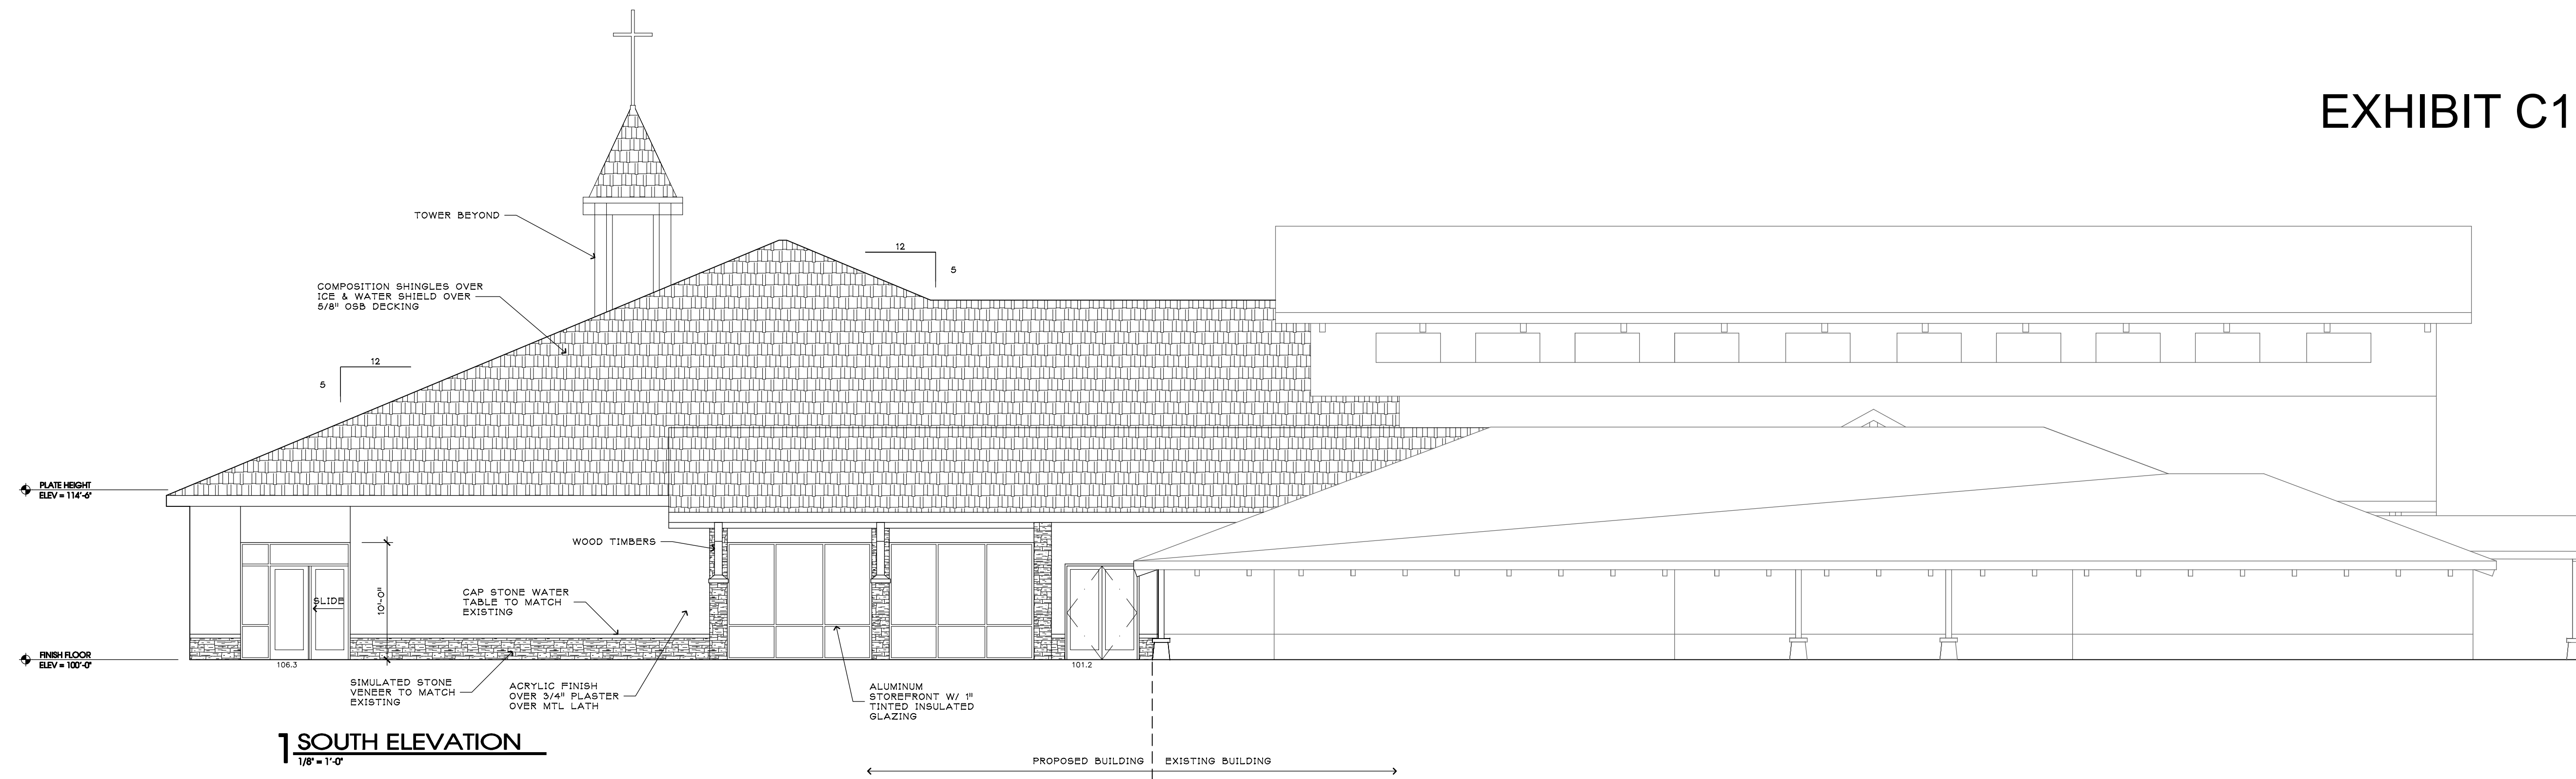 EXHIBIT C1
TOWER BEYOND
12
5
COMPOSITION SHINGLES OVER
ICE & WATER SHIELD OVER
5/8" OSB DECKING
12
5
PLATE HEIGHT
ELEV = 114'-6"
WOOD TIMBERS
SLIDE
10'-0"
CAP STONE WATER
TABLE TO MATCH
EXISTING
FINISH FLOOR
ELEV = 100'-0"
106.3
101.2
SIMULATED STONE
VENEER TO MATCH
EXISTING
ACRYLIC FINISH
OVER 3/4" PLASTER
OVER MTL LATH
ALUMINUM
STOREFRONT W/ 1"
TINTED INSULATED
GLAZING
1 SOUTH ELEVATION
1/8" = 1'-0"
PROPOSED BUILDING EXISTING BUILDING